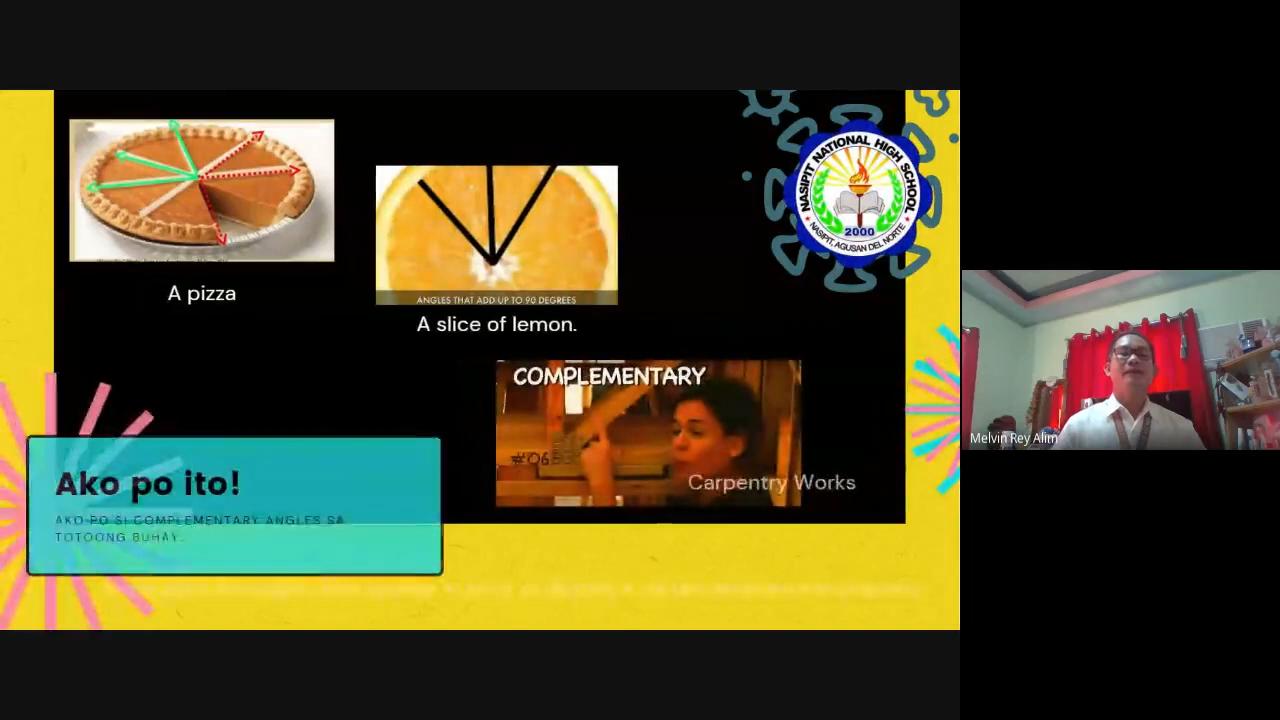 NASIPIT NATIONAL HIGH SCHOOL
2000
NASIPIT, AGUSAN DEL NORTE
A pizza
ANGLES THAT ADD UP TO 90 DEGREES
A slice of lemon.
COMPLEMENTARY
Carpentry Works
Melvin Rey Alim
Ako po ito!
AKO PO SI COMPLEMENTARY ANGLES SA
TOTOONG BUHAY.